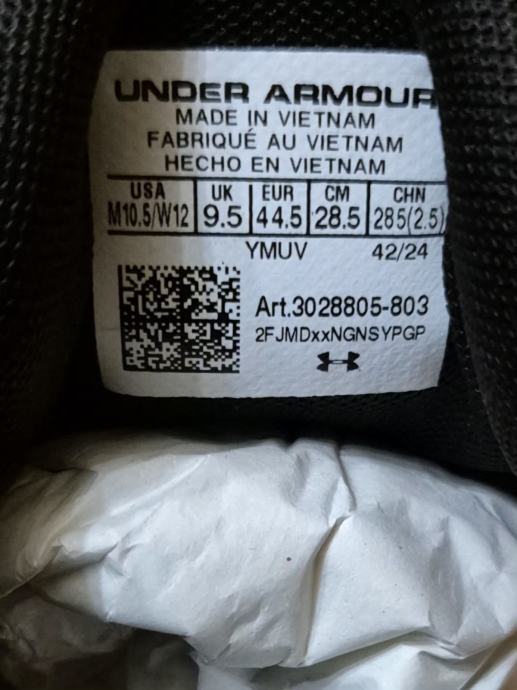 UNDER ARMOUR
MADE IN VIETNAM
FABRIQUÉ AU VIETNAM
HECHO EN VIETNAM
USA UK EUR CM CHN
M10.5/W12 9.5 44.5 28.5 285(2.5)
YMUV 42/24
Art.3028805-803
2FJMDxxNGNSYPGP